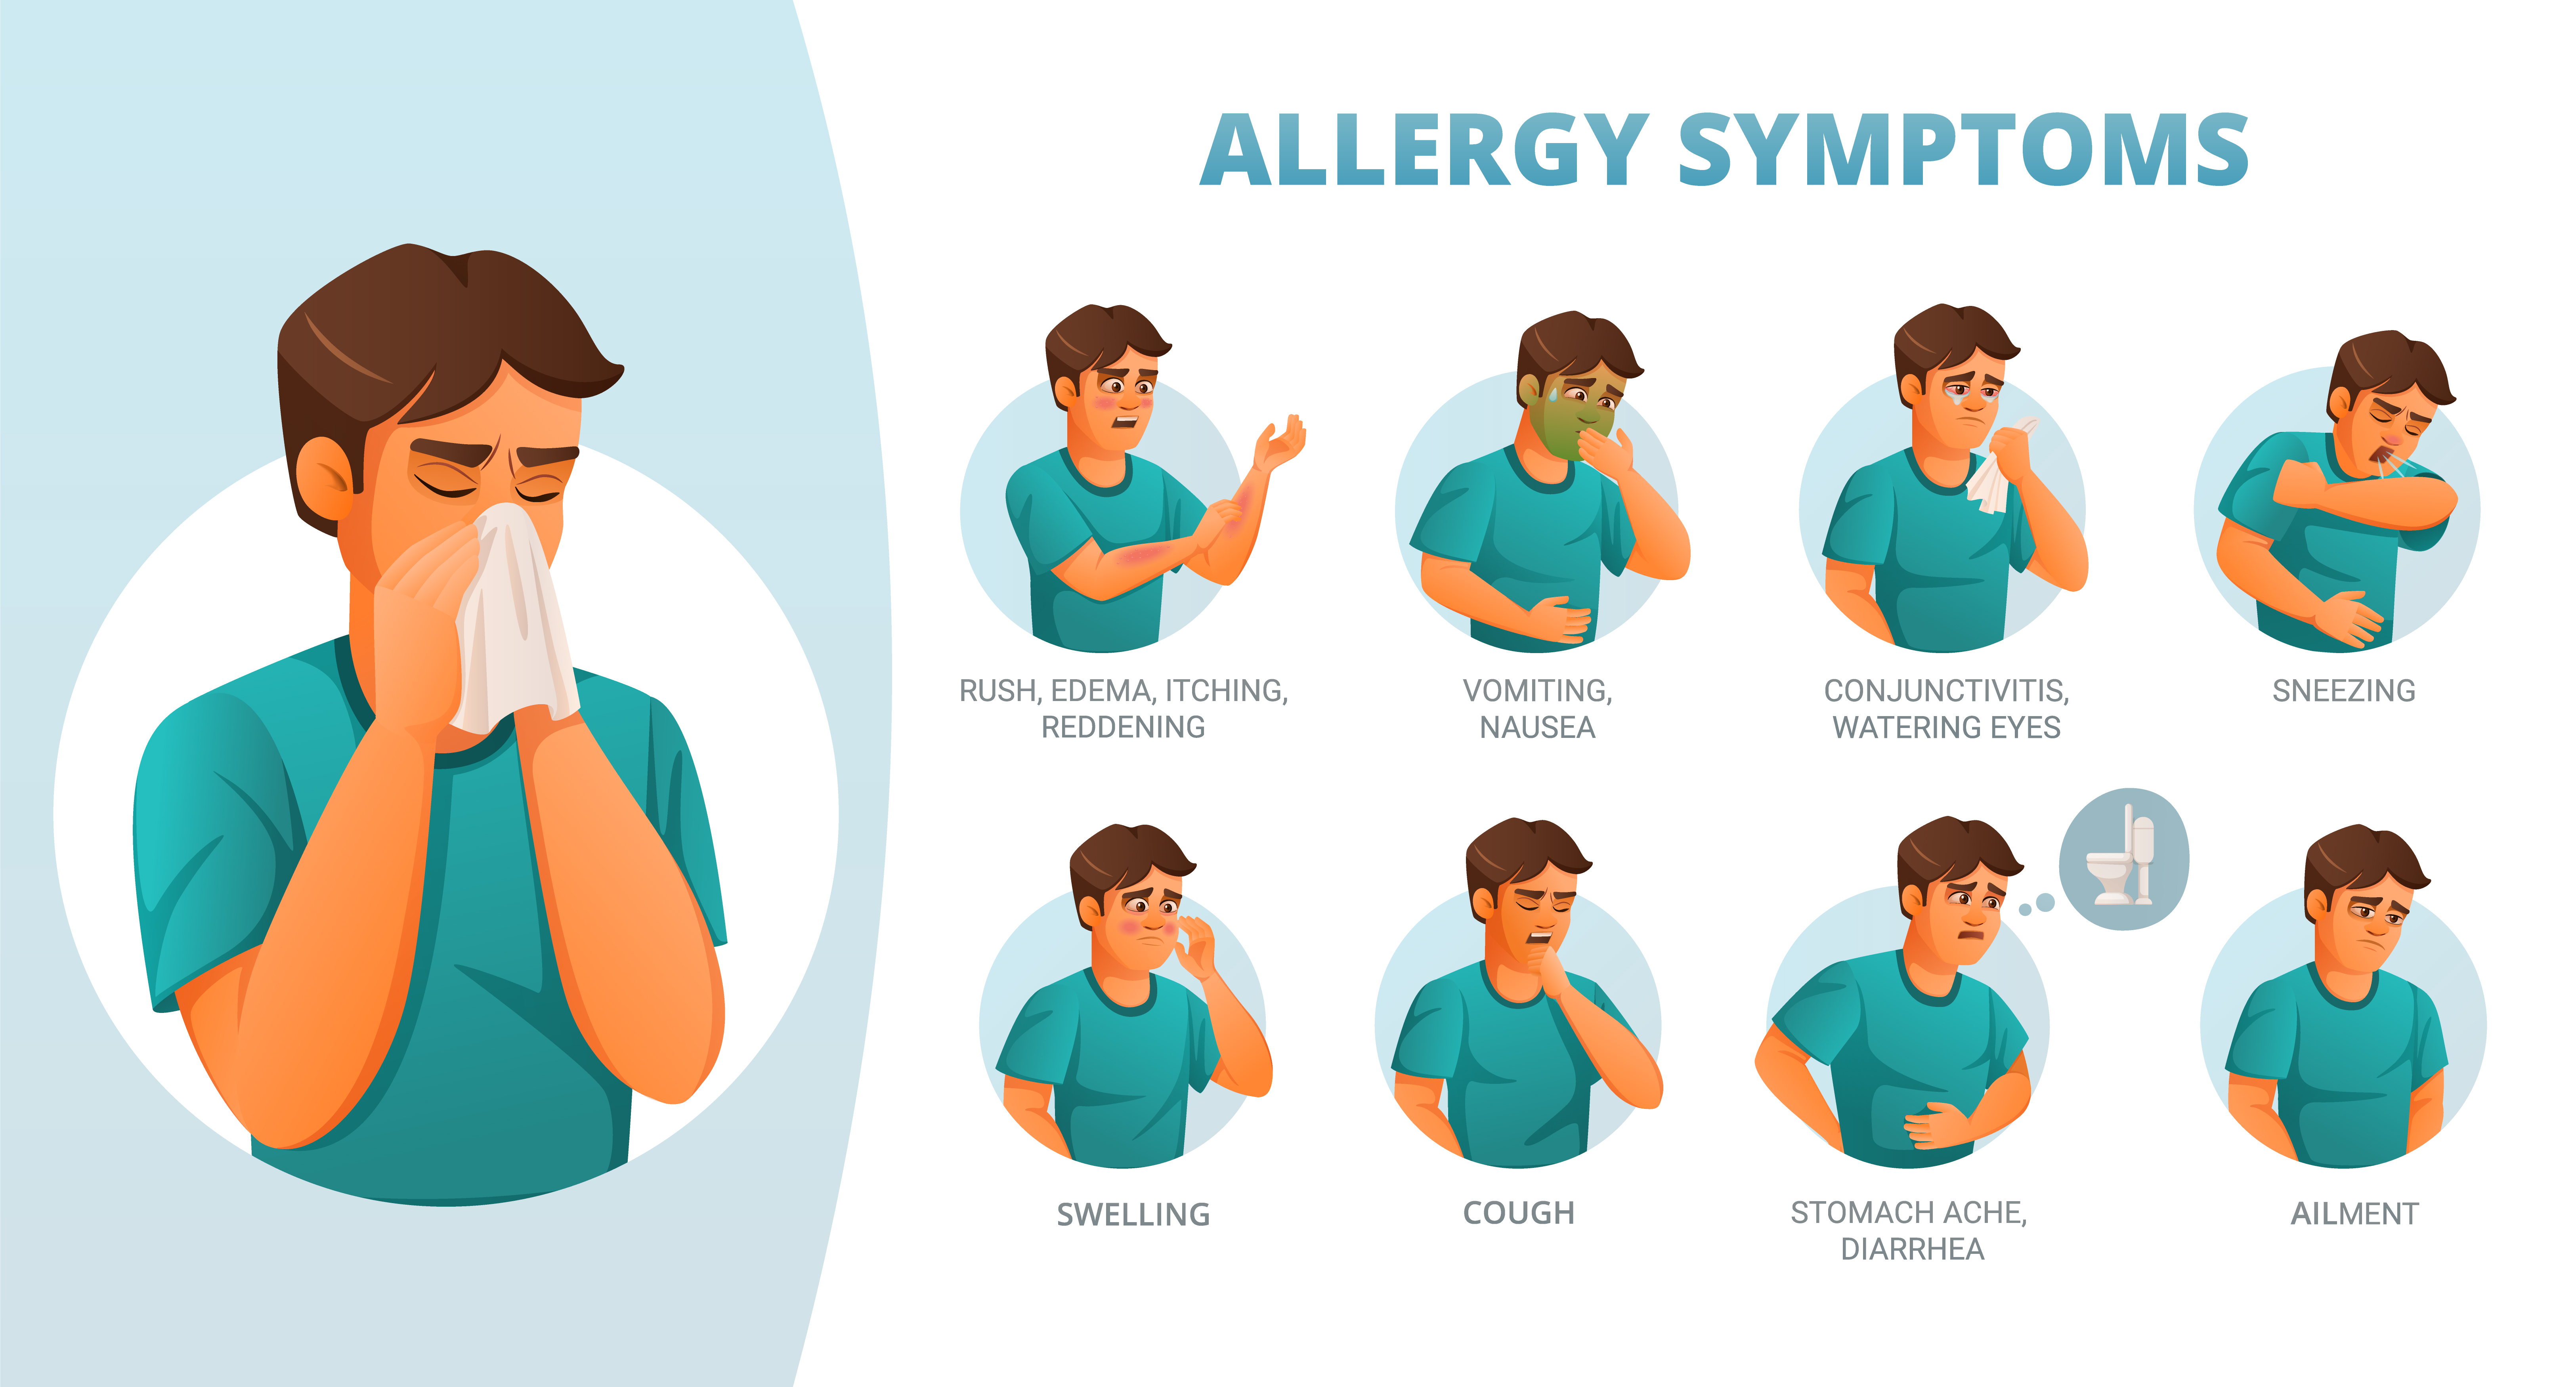 ALLERGY SYMPTOMS
RUSH, EDEMA, ITCHING,
REDDENING
VOMITING,
NAUSEA
CONJUNCTIVITIS,
WATERING EYES
SNEEZING
SWELLING
COUGH
STOMACH ACHE,
DIARRHEA
AILMENT